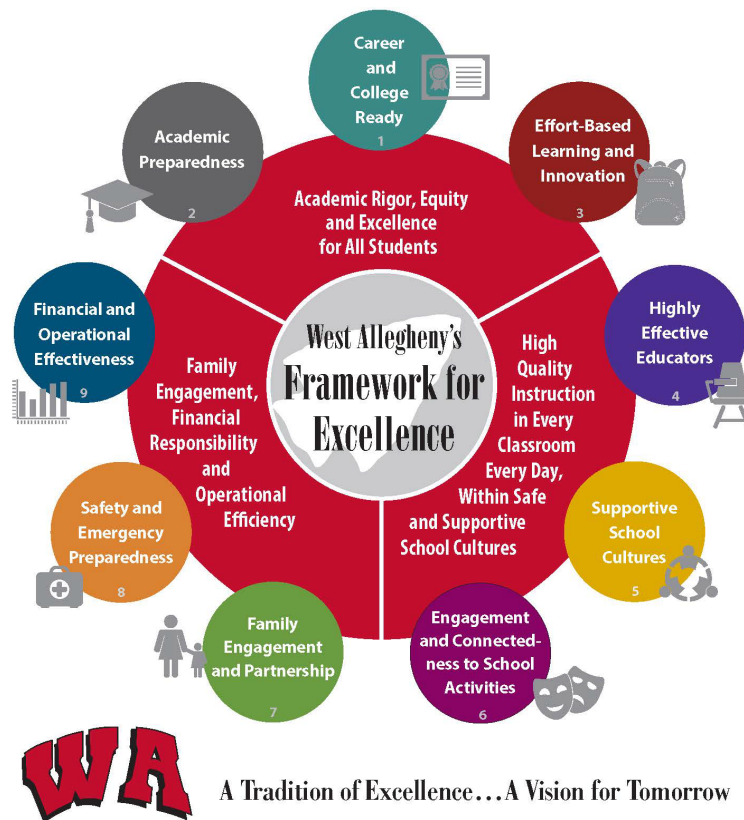 Career
and
College
Ready
1
Academic
Preparedness
2
Effort-Based
Learning and
Innovation
3
Academic Rigor, Equity
and Excellence
for All Students
Financial and
Operational
Effectiveness
9
Highly
Effective
Educators
4
West Allegheny's
Framework for
Excellence
Family
Engagement,
Financial
Responsibility
and
Operational
Efficiency
High
Quality
Instruction
in Every
Classroom
Every Day,
Within Safe
and Supportive
School Cultures
Safety and
Emergency
Preparedness
8
Supportive
School
Cultures
5
Family
Engagement
and Partnership
7
Engagement
and Connected-
ness to School
Activities
6
WA
A Tradition of Excellence...A Vision for Tomorrow